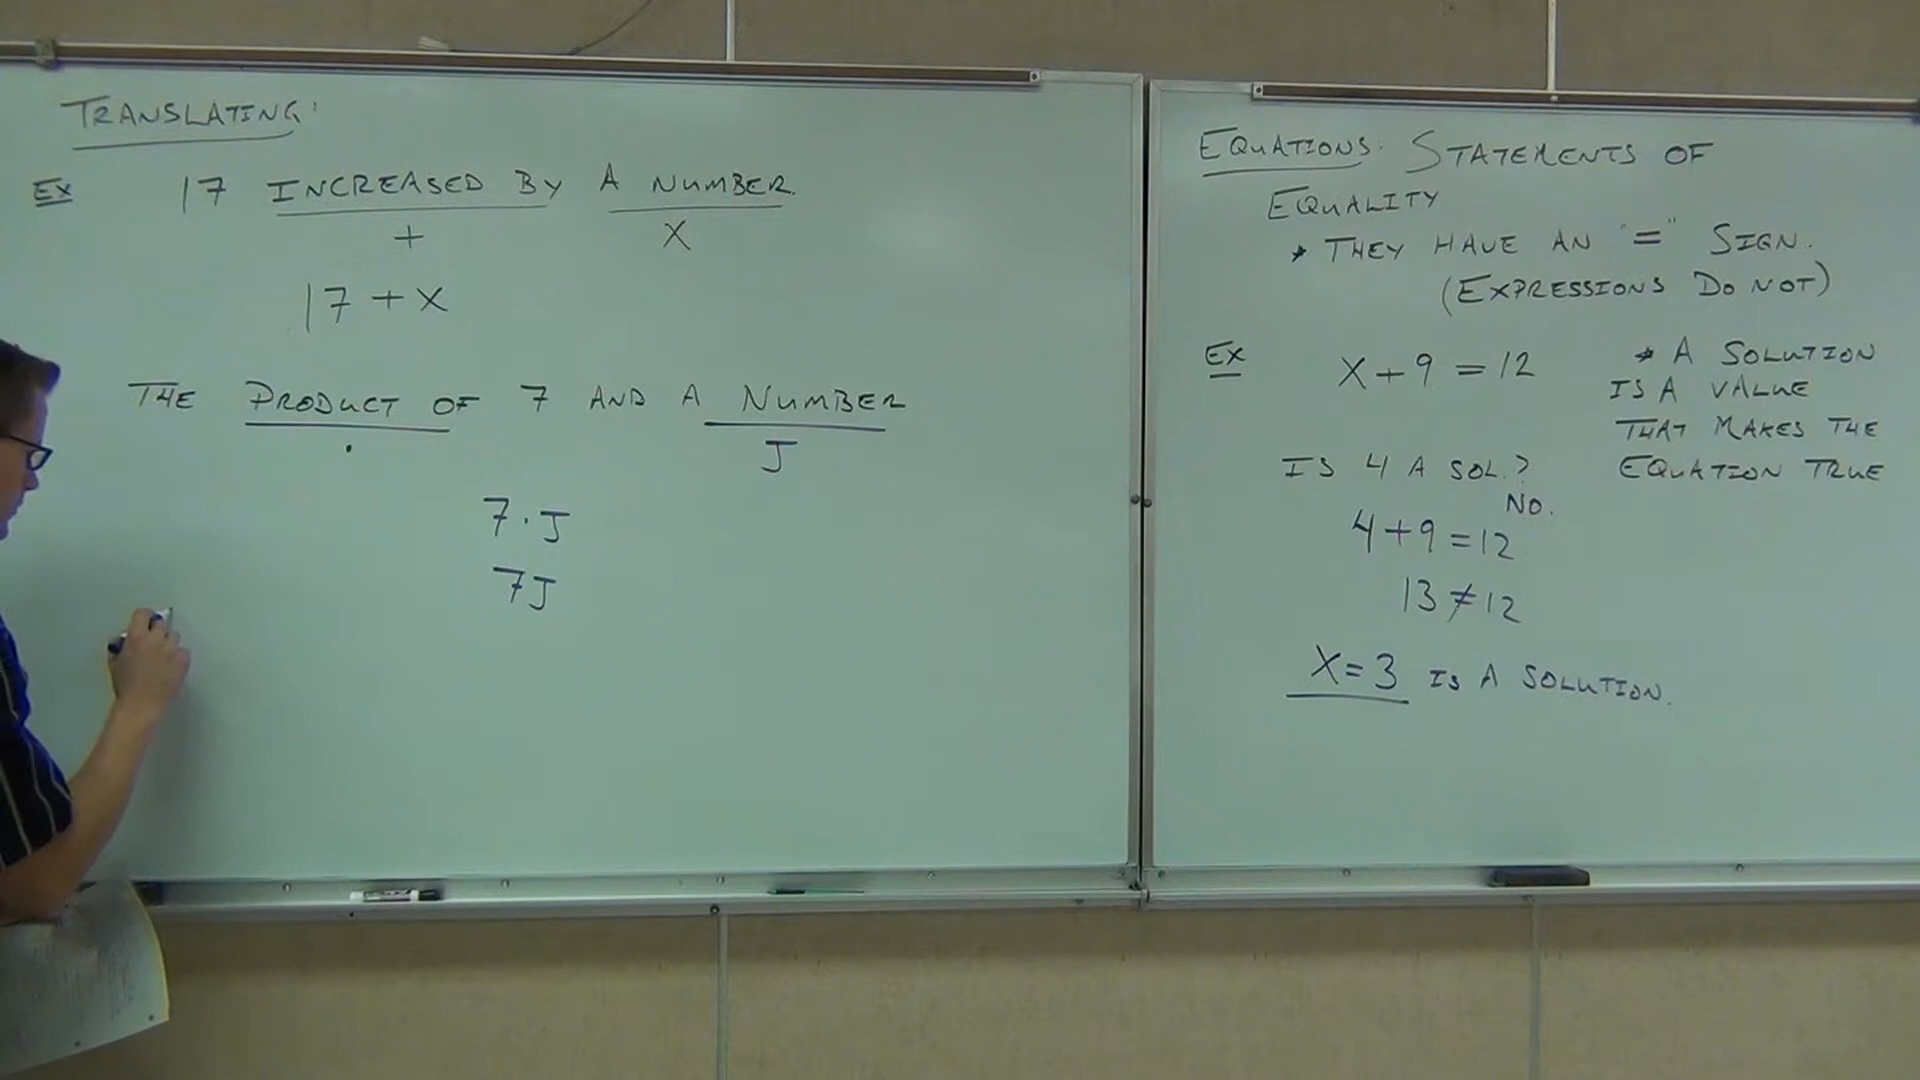 TRANSLATING:
EX 17 INCREASED BY A NUMBER.
+ X
17 + X
THE PRODUCT OF 7 AND A NUMBER
· J
7 · J
7J
EQUATIONS: STATEMENTS OF
EQUALITY
* THEY HAVE AN "=" SIGN.
(EXPRESSIONS DO NOT)
EX X + 9 = 12
* A SOLUTION
IS A VALUE
THAT MAKES THE
EQUATION TRUE
IS 4 A SOL.?
NO.
4 + 9 = 12
13 ≠ 12
X = 3 IS A SOLUTION.